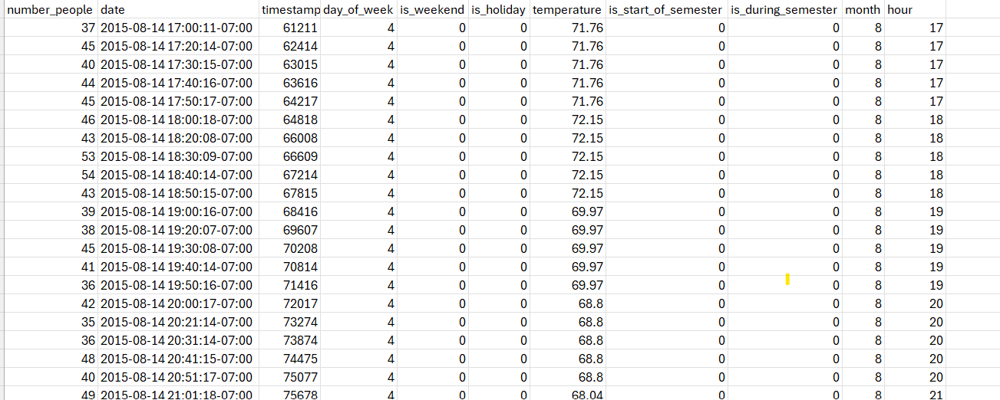 number_people date timestamp day_of_week is_weekend is_holiday temperature is_start_of_semester is_during_semester month hour
37 2015-08-14 17:00:11-07:00 61211 4 0 0 71.76 0 0 8 17
45 2015-08-14 17:20:14-07:00 62414 4 0 0 71.76 0 0 8 17
40 2015-08-14 17:30:15-07:00 63015 4 0 0 71.76 0 0 8 17
44 2015-08-14 17:40:16-07:00 63616 4 0 0 71.76 0 0 8 17
45 2015-08-14 17:50:17-07:00 64217 4 0 0 71.76 0 0 8 17
46 2015-08-14 18:00:18-07:00 64818 4 0 0 72.15 0 0 8 18
43 2015-08-14 18:20:08-07:00 66008 4 0 0 72.15 0 0 8 18
53 2015-08-14 18:30:09-07:00 66609 4 0 0 72.15 0 0 8 18
54 2015-08-14 18:40:14-07:00 67214 4 0 0 72.15 0 0 8 18
43 2015-08-14 18:50:15-07:00 67815 4 0 0 72.15 0 0 8 18
39 2015-08-14 19:00:16-07:00 68416 4 0 0 69.97 0 0 8 19
38 2015-08-14 19:20:07-07:00 69607 4 0 0 69.97 0 0 8 19
45 2015-08-14 19:30:08-07:00 70208 4 0 0 69.97 0 0 8 19
41 2015-08-14 19:40:14-07:00 70814 4 0 0 69.97 0 0 8 19
36 2015-08-14 19:50:16-07:00 71416 4 0 0 69.97 0 0 8 19
42 2015-08-14 20:00:17-07:00 72017 4 0 0 68.8 0 0 8 20
35 2015-08-14 20:21:14-07:00 73274 4 0 0 68.8 0 0 8 20
36 2015-08-14 20:31:14-07:00 73874 4 0 0 68.8 0 0 8 20
48 2015-08-14 20:41:15-07:00 74475 4 0 0 68.8 0 0 8 20
40 2015-08-14 20:51:17-07:00 75077 4 0 0 68.8 0 0 8 20
49 2015-08-14 21:01:18-07:00 75678 4 0 0 68.04 0 0 8 21